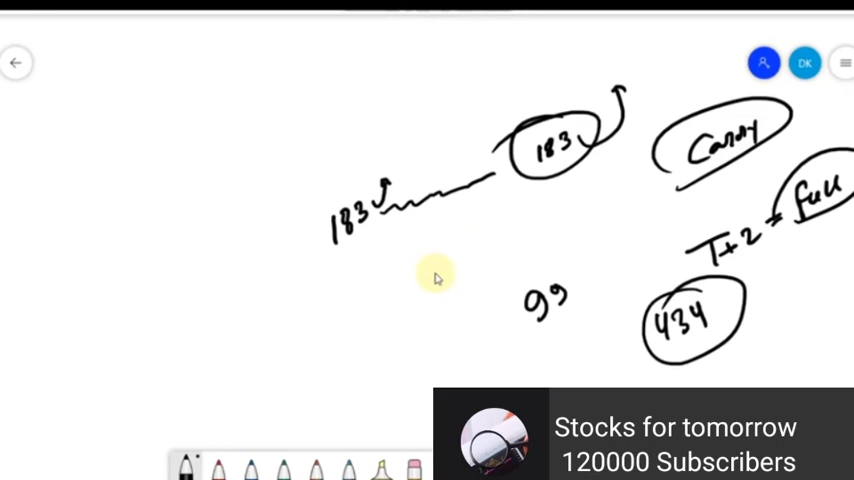 DK
183
Candy
183
T+2 = full
99
434
Stocks for tomorrow
120000 Subscribers